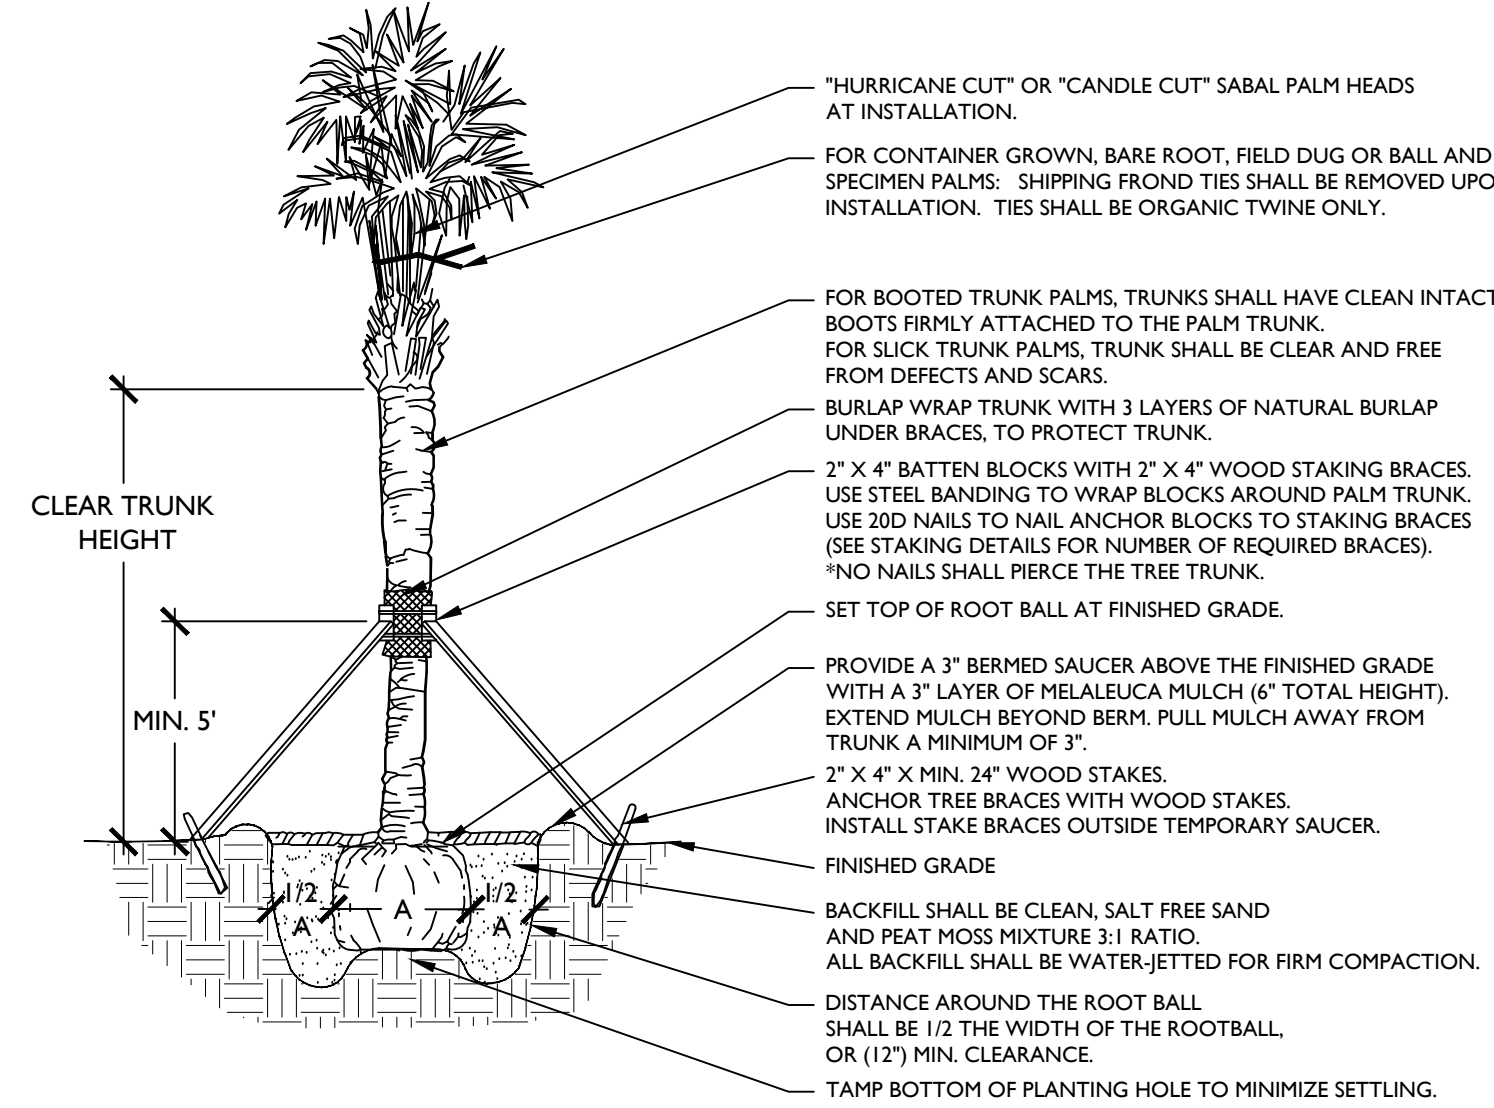 "HURRICANE CUT" OR "CANDLE CUT" SABAL PALM HEADS
AT INSTALLATION.
FOR CONTAINER GROWN, BARE ROOT, FIELD DUG OR BALL AND
SPECIMEN PALMS: SHIPPING FROND TIES SHALL BE REMOVED UPO
INSTALLATION. TIES SHALL BE ORGANIC TWINE ONLY.
FOR BOOTED TRUNK PALMS, TRUNKS SHALL HAVE CLEAN INTACT
BOOTS FIRMLY ATTACHED TO THE PALM TRUNK.
FOR SLICK TRUNK PALMS, TRUNK SHALL BE CLEAR AND FREE
FROM DEFECTS AND SCARS.
BURLAP WRAP TRUNK WITH 3 LAYERS OF NATURAL BURLAP
UNDER BRACES, TO PROTECT TRUNK.
2" X 4" BATTEN BLOCKS WITH 2" X 4" WOOD STAKING BRACES.
USE STEEL BANDING TO WRAP BLOCKS AROUND PALM TRUNK.
USE 20D NAILS TO NAIL ANCHOR BLOCKS TO STAKING BRACES
(SEE STAKING DETAILS FOR NUMBER OF REQUIRED BRACES).
*NO NAILS SHALL PIERCE THE TREE TRUNK.
SET TOP OF ROOT BALL AT FINISHED GRADE.
PROVIDE A 3" BERMED SAUCER ABOVE THE FINISHED GRADE
WITH A 3" LAYER OF MELALEUCA MULCH (6" TOTAL HEIGHT).
EXTEND MULCH BEYOND BERM. PULL MULCH AWAY FROM
TRUNK A MINIMUM OF 3".
2" X 4" X MIN. 24" WOOD STAKES.
ANCHOR TREE BRACES WITH WOOD STAKES.
INSTALL STAKE BRACES OUTSIDE TEMPORARY SAUCER.
FINISHED GRADE
BACKFILL SHALL BE CLEAN, SALT FREE SAND
AND PEAT MOSS MIXTURE 3:1 RATIO.
ALL BACKFILL SHALL BE WATER-JETTED FOR FIRM COMPACTION.
DISTANCE AROUND THE ROOT BALL
SHALL BE 1/2 THE WIDTH OF THE ROOTBALL,
OR (12") MIN. CLEARANCE.
TAMP BOTTOM OF PLANTING HOLE TO MINIMIZE SETTLING.
CLEAR TRUNK
HEIGHT
MIN. 5'
1/2
A
A
1/2
A